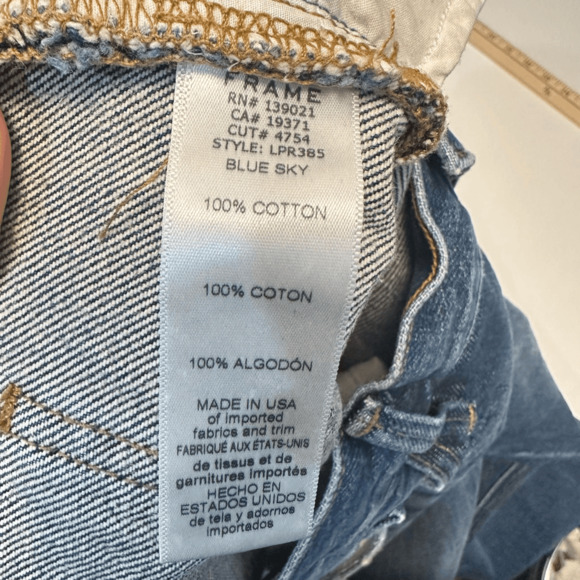 FRAME
RN# 139021
CA# 19371
CUT# 4754
STYLE: LPR385
BLUE SKY
100% COTTON
100% COTON
100% ALGODÓN
MADE IN USA
of imported
fabrics and trim
FABRIQUÉ AUX ÉTATS-UNIS
de tissus et de
garnitures importés
HECHO EN
ESTADOS UNIDOS
de tela y adornos
importados